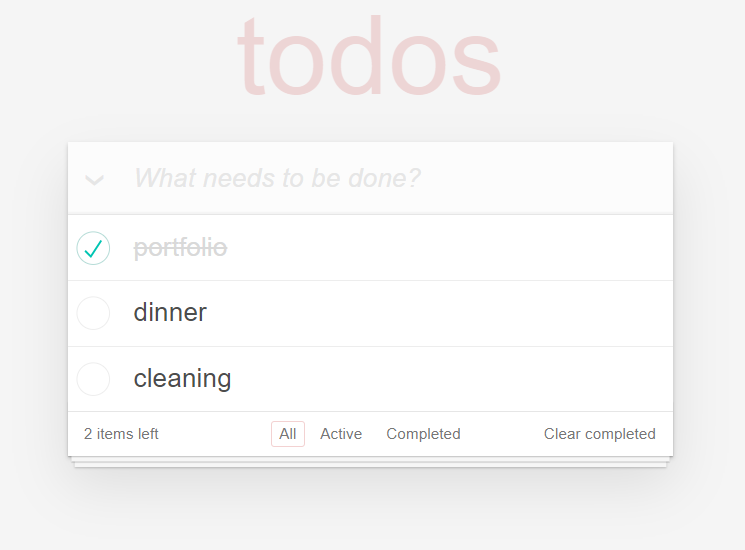 todos
What needs to be done?
portfolio
dinner
cleaning
2 items left All Active Completed Clear completed